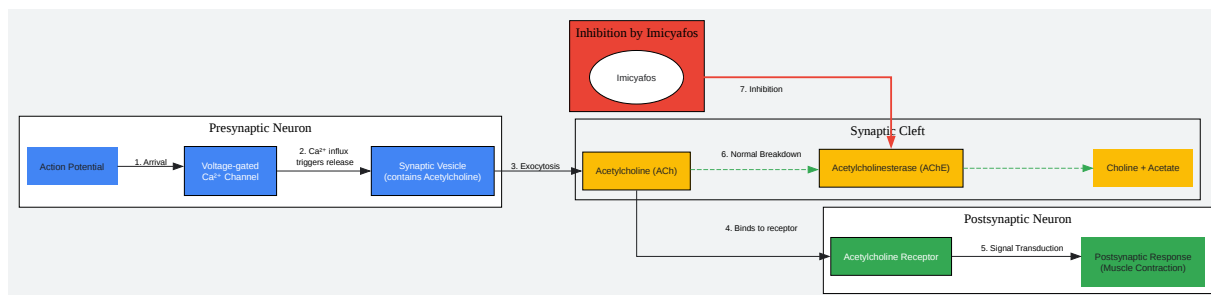 Inhibition by Imicyafos
Imicyafos
7. Inhibition
Presynaptic Neuron
Action Potential
1. Arrival
Voltage-gated
Ca²⁺ Channel
2. Ca²⁺ influx
triggers release
Synaptic Vesicle
(contains Acetylcholine)
3. Exocytosis
Synaptic Cleft
Acetylcholine (ACh)
6. Normal Breakdown
Acetylcholinesterase (AChE)
Choline + Acetate
4. Binds to receptor
Postsynaptic Neuron
Acetylcholine Receptor
5. Signal Transduction
Postsynaptic Response
(Muscle Contraction)